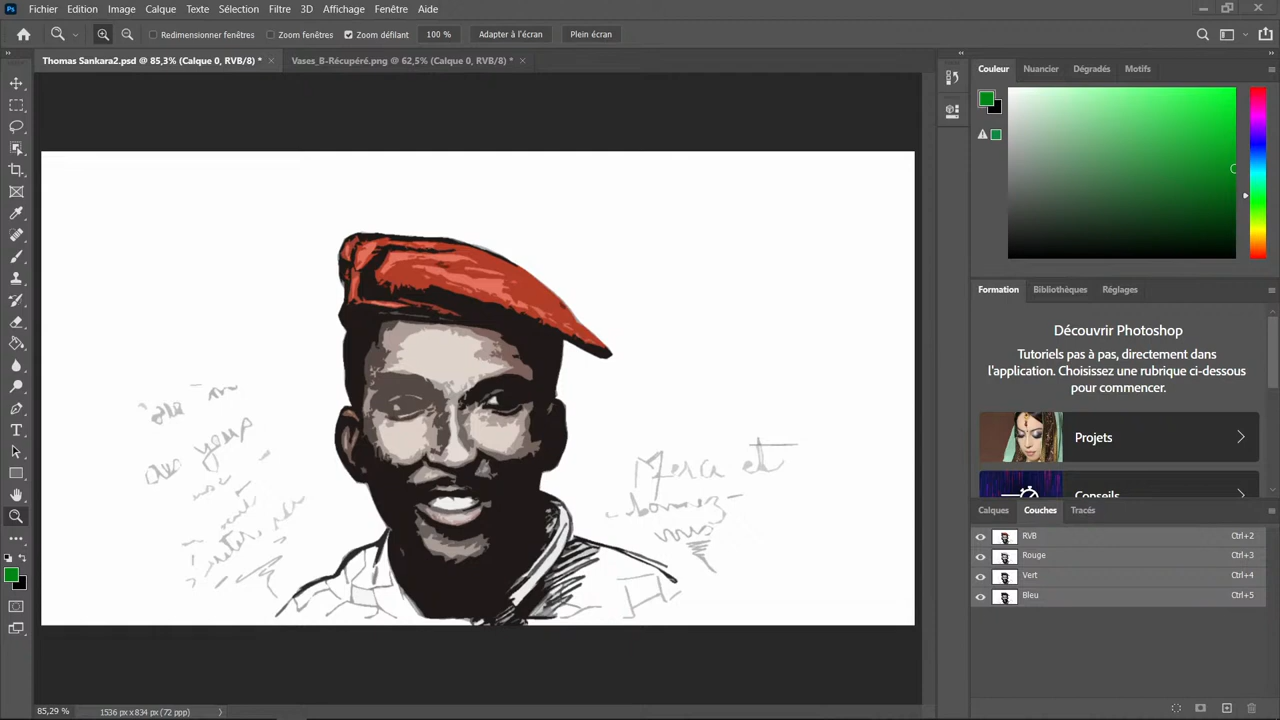 Fichier Edition Image Calque Texte Sélection Filtre 3D Affichage Fenêtre Aide
Redimensionner fenêtres Zoom fenêtres Zoom défilant 100 % Adapter à l'écran Plein écran
Thomas Sankara2.psd @ 85,3% (Calque 0, RVB/8) * Vases_B-Récupéré.png @ 62,5% (Calque 0, RVB/8) *
Couleur Nuancier Dégradés Motifs
Formation Bibliothèques Réglages
Découvrir Photoshop
Tutoriels pas à pas, directement dans
l'application. Choisissez une rubrique ci-dessous
pour commencer.
Projets
Conseils
Calques Couches Tracés
RVB Ctrl+2
Rouge Ctrl+3
Vert Ctrl+4
Bleu Ctrl+5
et
85,29 % 1536 px x 834 px (72 ppp)